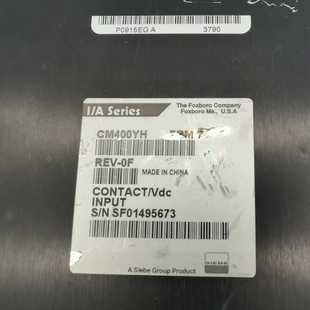 P0916EG A 3790
I/A Series
The Foxboro Company
Foxboro Ma., U.S.A
CM400YH
REV-0F
MADE IN CHINA
CONTACT/Vdc
INPUT
S/N SF01495673
A Siebe Group Product